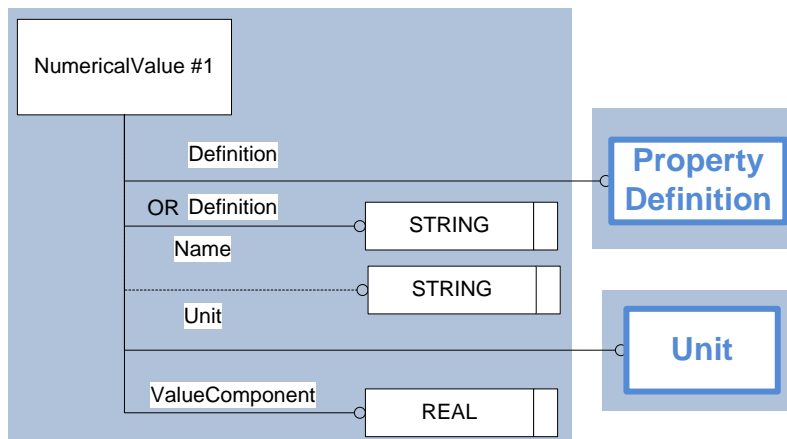 NumericalValue #1
Definition
Property
Definition
OR Definition
STRING
Name
STRING
Unit
Unit
ValueComponent
REAL